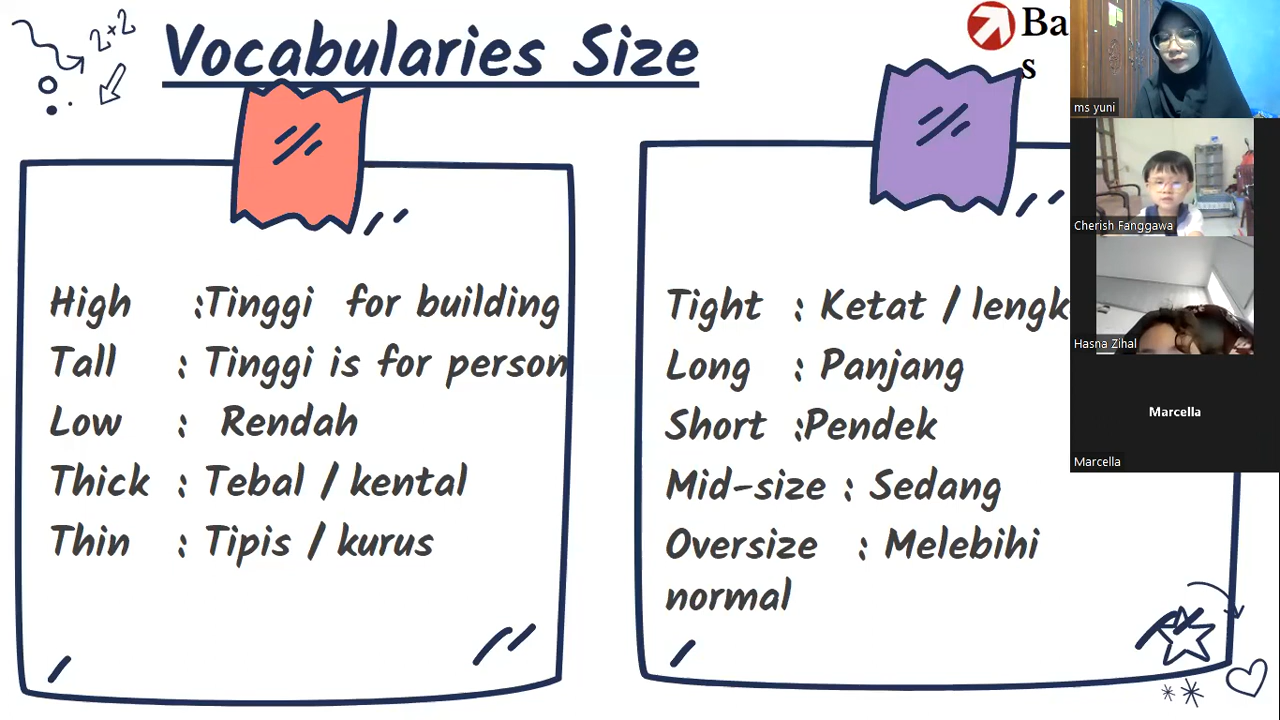 2+2
Vocabularies Size
Ba
s
High :Tinggi for building
Tall : Tinggi is for person
Low : Rendah
Thick : Tebal / kental
Thin : Tipis / kurus
Tight : Ketat / lengk
Long : Panjang
Short :Pendek
Mid-size : Sedang
Oversize : Melebihi
normal
ms yuni
Cherish Fanggawa
Hasna Zihal
Marcella
Marcella